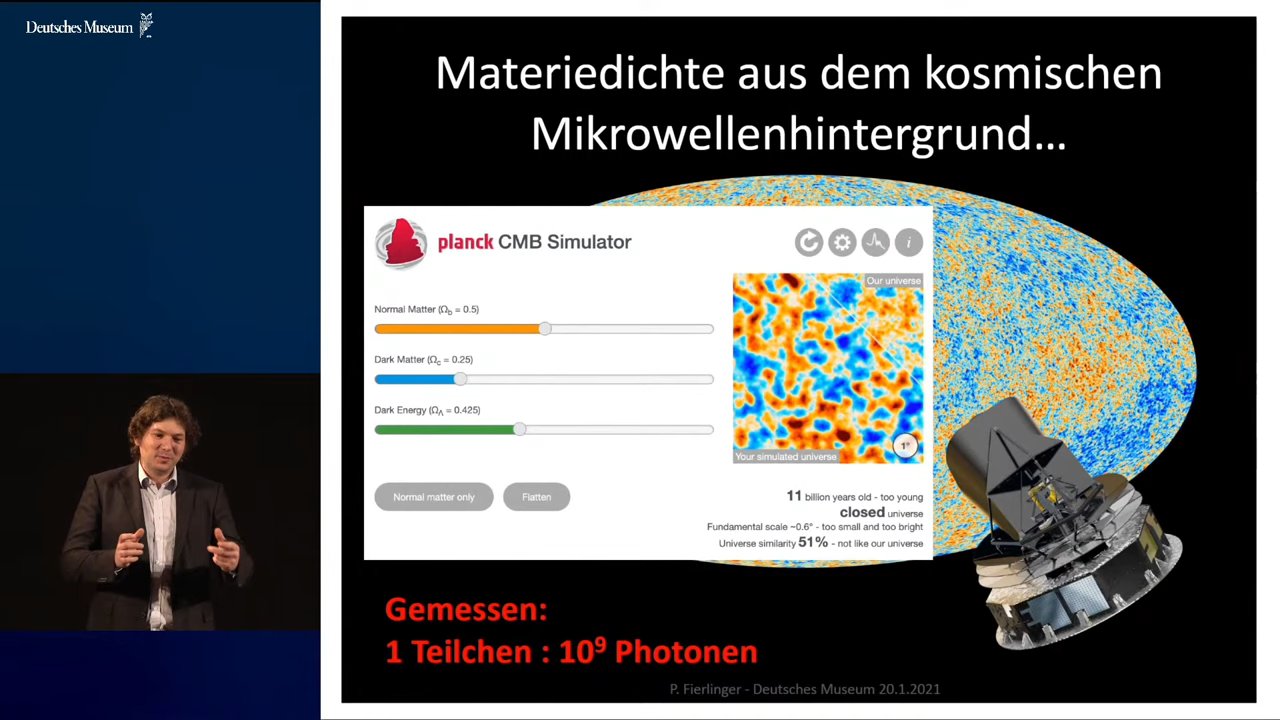 Deutsches Museum
Materiedichte aus dem kosmischen
Mikrowellenhintergrund…
planck CMB Simulator
i
Our universe
Normal Matter (Ωb = 0.5)
Dark Matter (Ωc = 0.25)
Dark Energy (ΩΛ = 0.425)
1°
Your simulated universe
Normal matter only
Flatten
11 billion years old - too young
closed universe
Fundamental scale ~0.6° - too small and too bright
Universe similarity 51% - not like our universe
Gemessen:
1 Teilchen : 10⁹ Photonen
P. Fierlinger - Deutsches Museum 20.1.2021